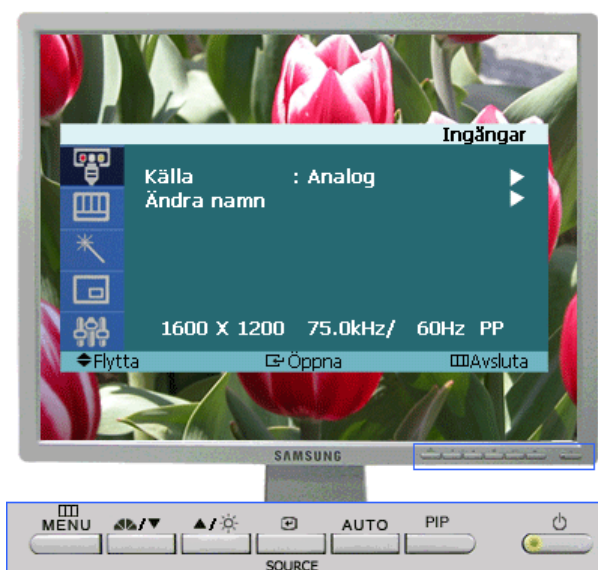 Ingångar
Källa : Analog
Ändra namn
1600 X 1200 75.0kHz/ 60Hz PP
Flytta Öppna Avsluta
SAMSUNG
MENU / / AUTO PIP
SOURCE